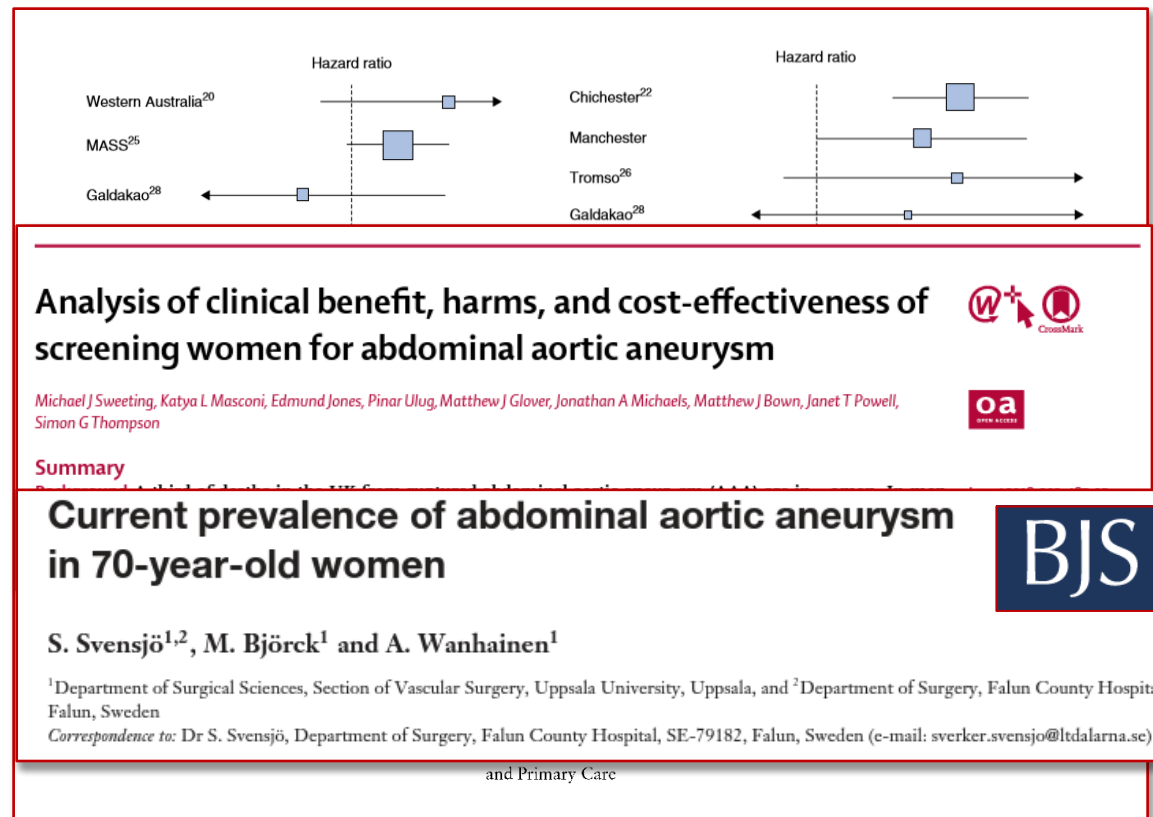 Hazard ratio
Western Australia20
MASS25
Galdakao28
Hazard ratio
Chichester22
Manchester
Tromso26
Galdakao28
Analysis of clinical benefit, harms, and cost-effectiveness of
screening women for abdominal aortic aneurysm
CrossMark
Michael J Sweeting, Katya L Masconi, Edmund Jones, Pinar Ulug, Matthew J Glover, Jonathan A Michaels, Matthew J Bown, Janet T Powell,
Simon G Thompson
oa
OPEN ACCESS
Summary
Current prevalence of abdominal aortic aneurysm
in 70-year-old women
BJS
S. Svensjö1,2, M. Björck1 and A. Wanhainen1
1Department of Surgical Sciences, Section of Vascular Surgery, Uppsala University, Uppsala, and 2Department of Surgery, Falun County Hospita
Falun, Sweden
Correspondence to: Dr S. Svensjö, Department of Surgery, Falun County Hospital, SE-79182, Falun, Sweden (e-mail: sverker.svensjo@ltdalarna.se)
and Primary Care